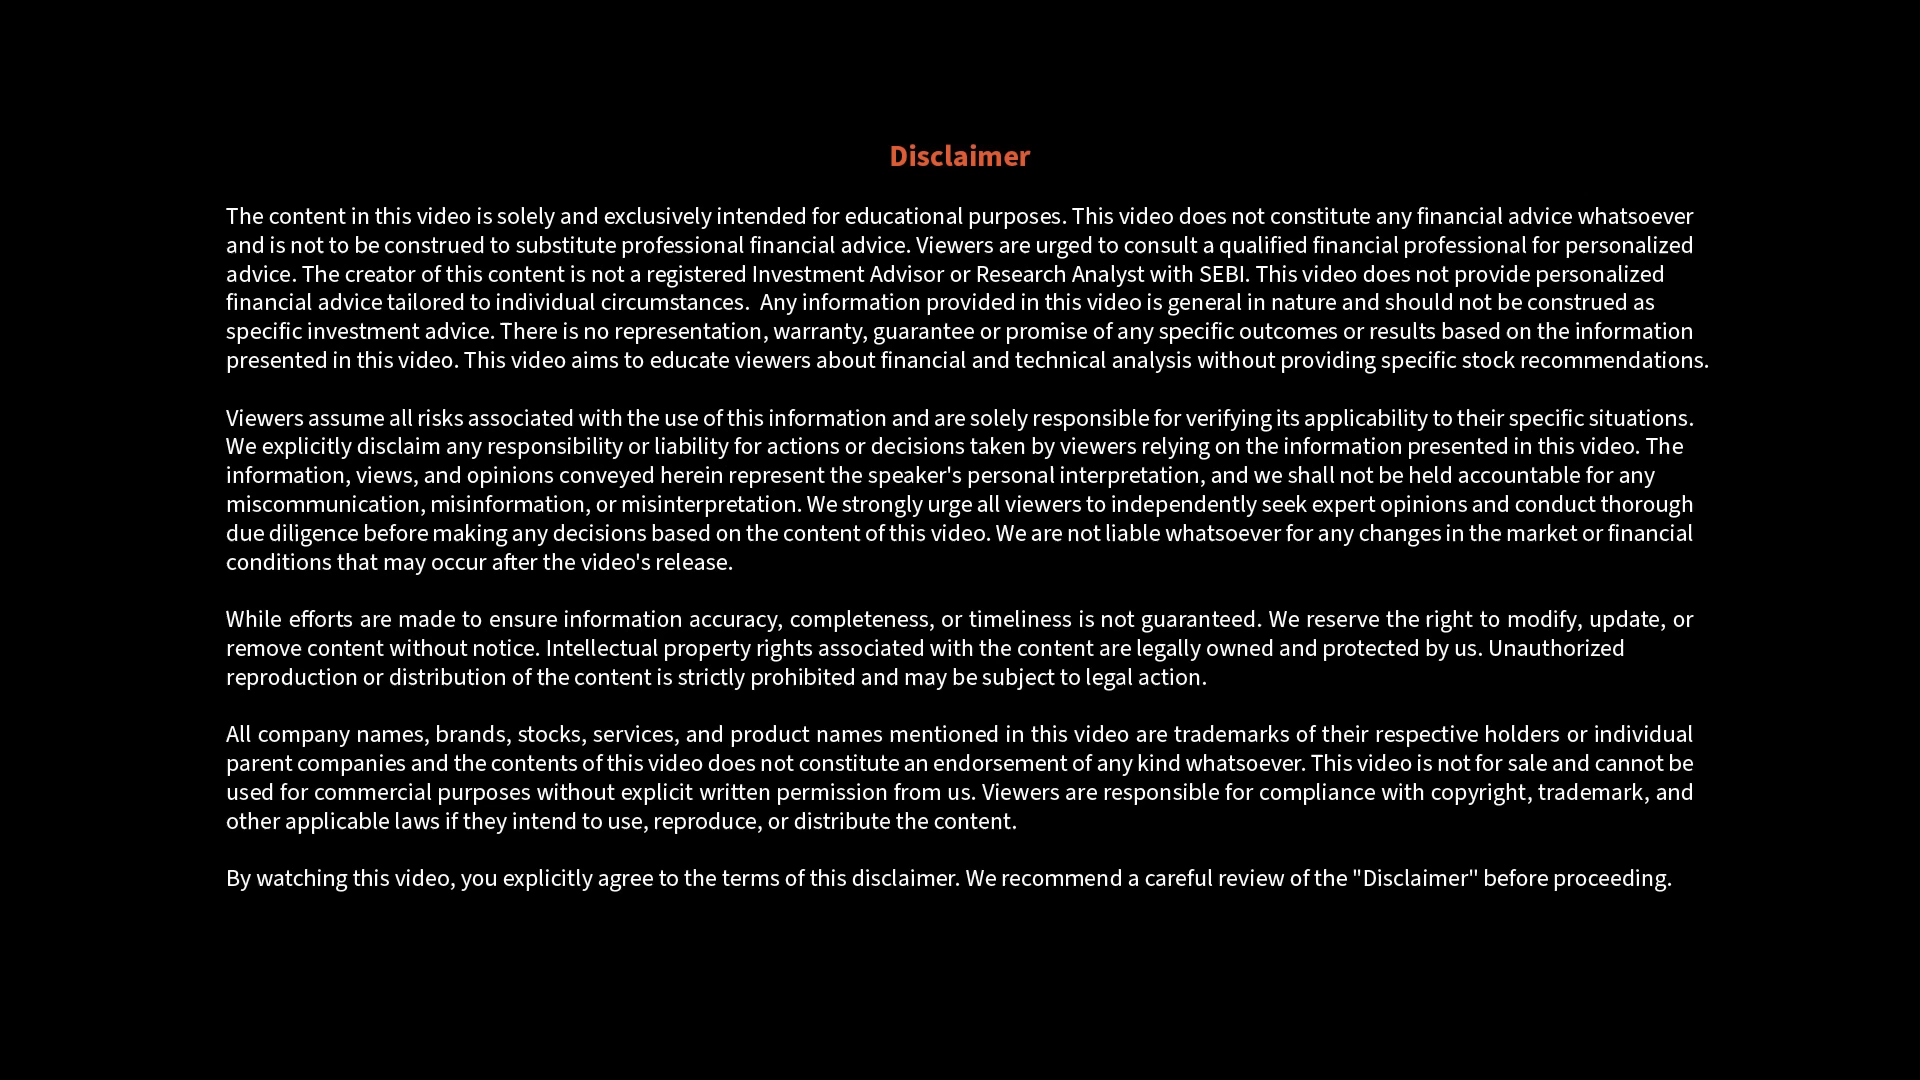 Disclaimer
The content in this video is solely and exclusively intended for educational purposes. This video does not constitute any financial advice whatsoever
and is not to be construed to substitute professional financial advice. Viewers are urged to consult a qualified financial professional for personalized
advice. The creator of this content is not a registered Investment Advisor or Research Analyst with SEBI. This video does not provide personalized
financial advice tailored to individual circumstances.  Any information provided in this video is general in nature and should not be construed as
specific investment advice. There is no representation, warranty, guarantee or promise of any specific outcomes or results based on the information
presented in this video. This video aims to educate viewers about financial and technical analysis without providing specific stock recommendations.
Viewers assume all risks associated with the use of this information and are solely responsible for verifying its applicability to their specific situations.
We explicitly disclaim any responsibility or liability for actions or decisions taken by viewers relying on the information presented in this video. The
information, views, and opinions conveyed herein represent the speaker's personal interpretation, and we shall not be held accountable for any
miscommunication, misinformation, or misinterpretation. We strongly urge all viewers to independently seek expert opinions and conduct thorough
due diligence before making any decisions based on the content of this video. We are not liable whatsoever for any changes in the market or financial
conditions that may occur after the video's release.
While efforts are made to ensure information accuracy, completeness, or timeliness is not guaranteed. We reserve the right to modify, update, or
remove content without notice. Intellectual property rights associated with the content are legally owned and protected by us. Unauthorized
reproduction or distribution of the content is strictly prohibited and may be subject to legal action.
All company names, brands, stocks, services, and product names mentioned in this video are trademarks of their respective holders or individual
parent companies and the contents of this video does not constitute an endorsement of any kind whatsoever. This video is not for sale and cannot be
used for commercial purposes without explicit written permission from us. Viewers are responsible for compliance with copyright, trademark, and
other applicable laws if they intend to use, reproduce, or distribute the content.
By watching this video, you explicitly agree to the terms of this disclaimer. We recommend a careful review of the "Disclaimer" before proceeding.